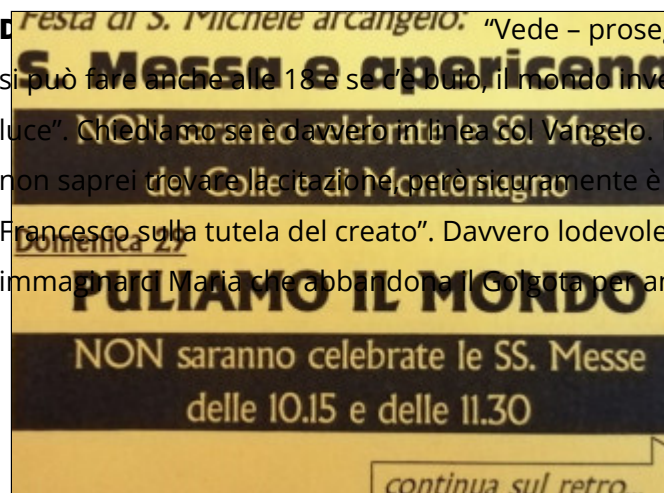 Festa di S. Michele arcangelo:
“Vede – proseg
S. Messa e apericena
si può fare anche alle 18 e se c’è buio, il mondo inve
NON saranno celebrate le SS. Messe
luce”. Chiediamo se è davvero in linea col Vangelo.
del Colle e di Montemagno
non saprei trovare la citazione, però sicuramente è
Francesco sulla tutela del creato”. Davvero lodevole
Domenica 29
immaginarci Maria che abbandona il Golgota per a
PULIAMO IL MONDO
NON saranno celebrate le SS. Messe
delle 10.15 e delle 11.30
continua sul retro...